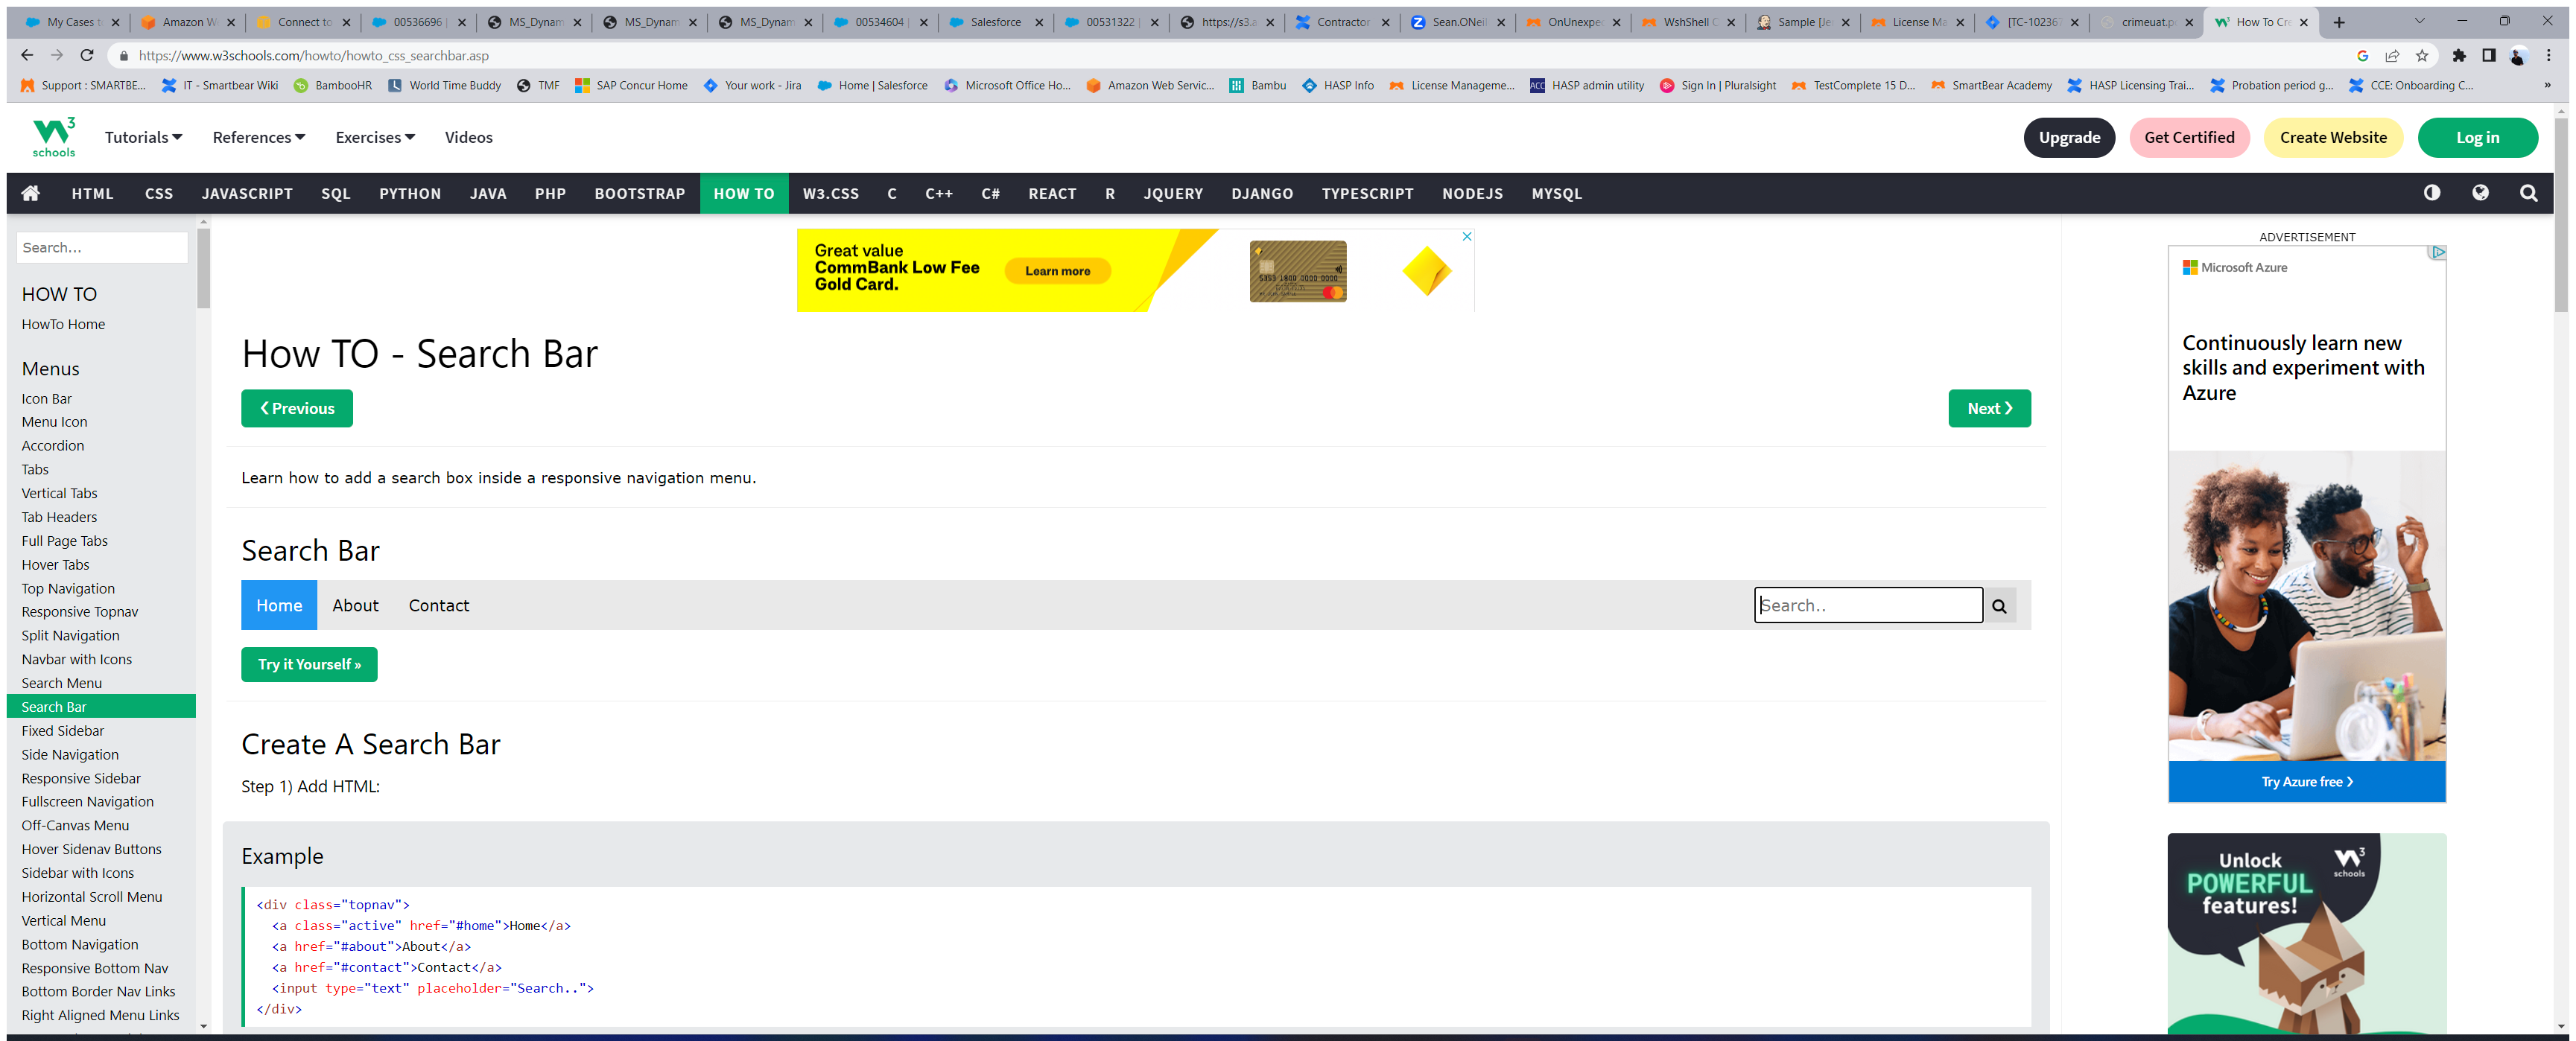 My Cases t
Amazon W
Connect to
00536696 |
MS_Dynam
MS_Dynam
MS_Dynam
00534604 |
Salesforce
00531322 |
https://s3.a
Contractor
Sean.ONei
OnUnexpec
WshShell C
Sample [Je
License Ma
[TC-10236
crimeuat.p
How To Cre
https://www.w3schools.com/howto/howto_css_searchbar.asp
Support : SMARTBE...
IT - Smartbear Wiki
BambooHR
World Time Buddy
TMF
SAP Concur Home
Your work - Jira
Home | Salesforce
Microsoft Office Ho...
Amazon Web Servic...
Bambu
HASP Info
License Manageme...
ACC HASP admin utility
Sign In | Pluralsight
TestComplete 15 D...
SmartBear Academy
HASP Licensing Trai...
Probation period g...
CCE: Onboarding C...
»
W3
schools
Tutorials
References
Exercises
Videos
Upgrade
Get Certified
Create Website
Log in
HTML
CSS
JAVASCRIPT
SQL
PYTHON
JAVA
PHP
BOOTSTRAP
HOW TO
W3.CSS
C
C++
C#
REACT
R
JQUERY
DJANGO
TYPESCRIPT
NODEJS
MYSQL
Search...
HOW TO
HowTo Home
Menus
Icon Bar
Menu Icon
Accordion
Tabs
Vertical Tabs
Tab Headers
Full Page Tabs
Hover Tabs
Top Navigation
Responsive Topnav
Split Navigation
Navbar with Icons
Search Menu
Search Bar
Fixed Sidebar
Side Navigation
Responsive Sidebar
Fullscreen Navigation
Off-Canvas Menu
Hover Sidenav Buttons
Sidebar with Icons
Horizontal Scroll Menu
Vertical Menu
Bottom Navigation
Responsive Bottom Nav
Bottom Border Nav Links
Right Aligned Menu Links
Great value
CommBank Low Fee
Gold Card.
Learn more
5353 1800 0000 0000
How TO - Search Bar
❮ Previous
Next ❯
Learn how to add a search box inside a responsive navigation menu.
Search Bar
Home
About
Contact
Search..
Try it Yourself »
Create A Search Bar
Step 1) Add HTML:
Example
<div class="topnav">
<a class="active" href="#home">Home</a>
<a href="#about">About</a>
<a href="#contact">Contact</a>
<input type="text" placeholder="Search..">
</div>
ADVERTISEMENT
Microsoft Azure
Continuously learn new
skills and experiment with
Azure
Try Azure free ❯
W3
schools
Unlock
POWERFUL
features!